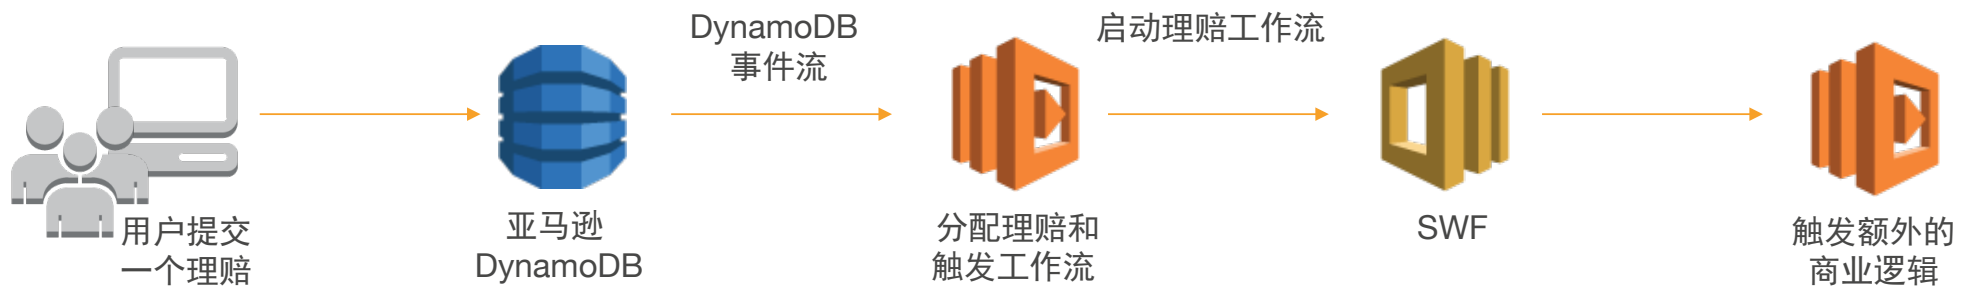 用户提交
一个理赔
亚马逊
DynamoDB
DynamoDB
事件流
分配理赔和
触发工作流
启动理赔工作流
SWF
触发额外的
商业逻辑